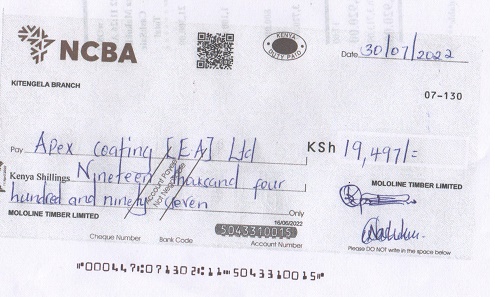 NCBA
KENYA
DUTY PAID
Date 30/07/2022
KITENGELA BRANCH
07-130
Pay Apex coating [E.A] Ltd KSh 19,497/=
Account Payee
Not Negotiable
Kenya Shillings Nineteen thousand four
hundred and ninety seven Only
MOLOLINE TIMBER LIMITED
MOLOLINE TIMBER LIMITED
16/06/2022
5043310015
Cheque Number Bank Code Account Number
Please DO NOT write in the space below
⑈000447⑆071302⑆11⑉5043310015⑈